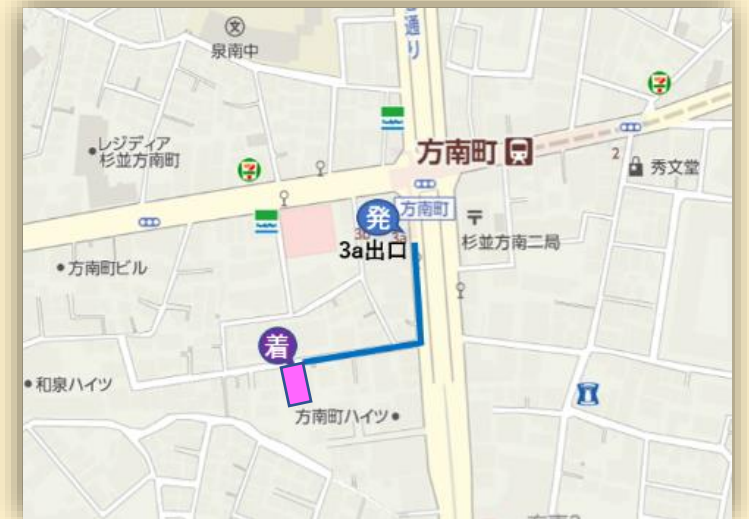 文
泉南中
通り
レジディア
杉並方南町
方南町
2
秀文堂
方南町
発
3a出口
杉並方南二局
方南町ビル
着
和泉ハイツ
方南町ハイツ